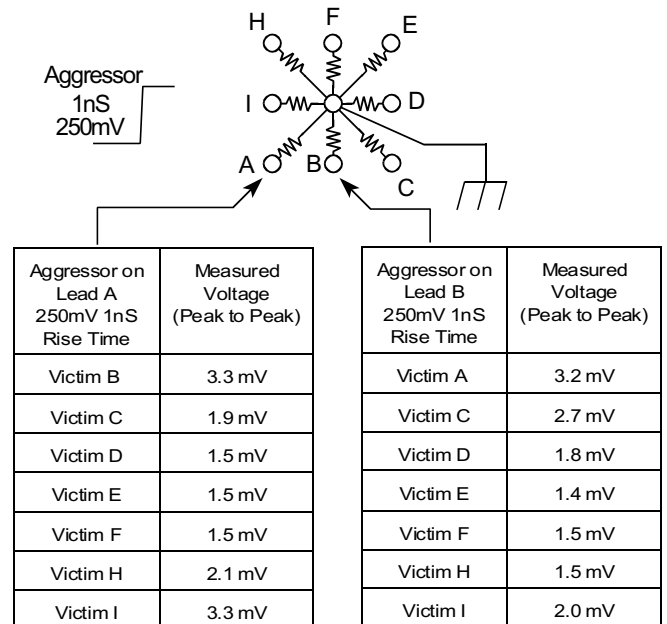 H F E
Aggressor
1nS
250mV
I D
A B C
Aggressor on Lead A 250mV 1nS Rise Time | Measured Voltage (Peak to Peak)
Victim B 3.3 mV
Victim C 1.9 mV
Victim D 1.5 mV
Victim E 1.5 mV
Victim F 1.5 mV
Victim H 2.1 mV
Victim I 3.3 mV
Aggressor on Lead B 250mV 1nS Rise Time | Measured Voltage (Peak to Peak)
Victim A 3.2 mV
Victim C 2.7 mV
Victim D 1.8 mV
Victim E 1.4 mV
Victim F 1.5 mV
Victim H 1.5 mV
Victim I 2.0 mV